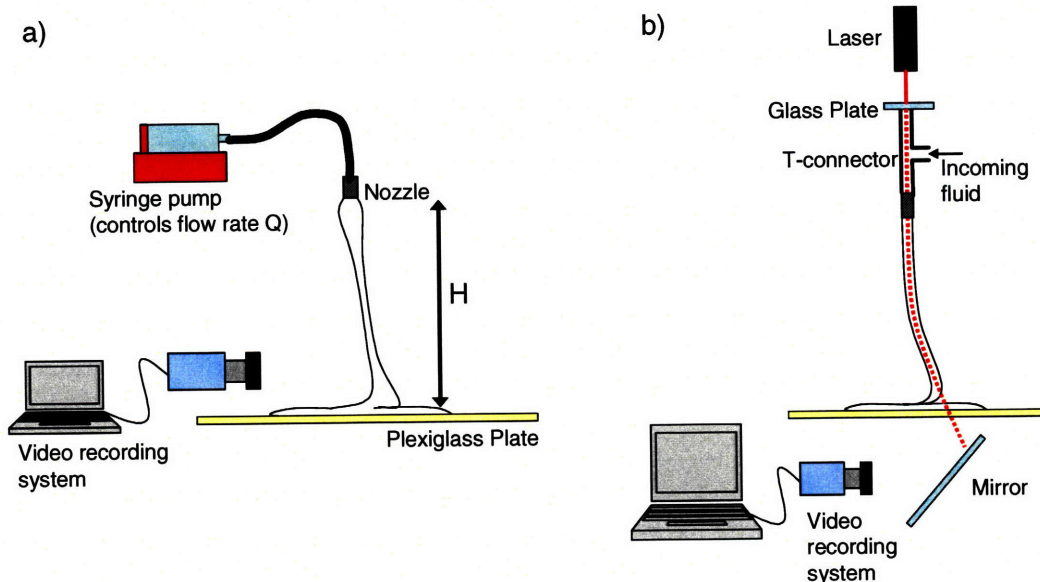 a)
Syringe pump
(controls flow rate Q)
Nozzle
H
Video recording
system
Plexiglass Plate
b)
Laser
Glass Plate
T-connector
Incoming
fluid
Mirror
Video
recording
system